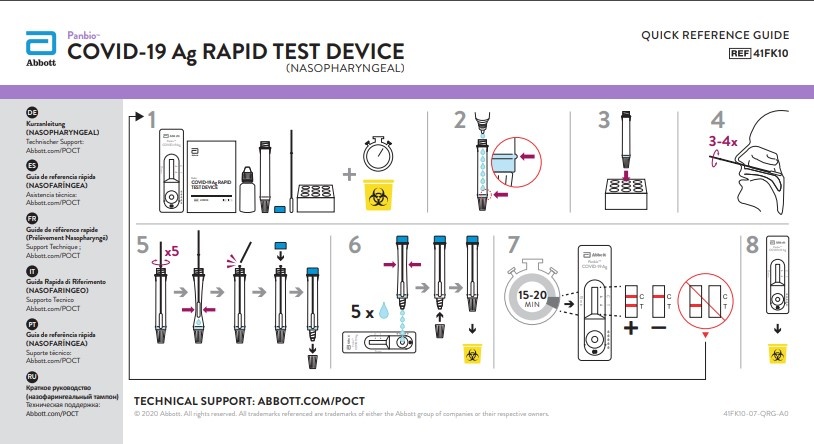 Abbott
Panbio™
COVID-19 Ag RAPID TEST DEVICE
(NASOPHARYNGEAL)
QUICK REFERENCE GUIDE
REF 41FK10
DE
Kurzanleitung
(NASOPHARYNGEAL)
Technischer Support:
Abbott.com/POCT
ES
Guía de referencia rápida
(NASOFARÍNGEA)
Asistencia técnica:
Abbott.com/POCT
FR
Guide de référence rapide
(Prélèvement Nasopharyngé)
Support Technique ;
Abbott.com/POCT
IT
Guida Rapida di Riferimento
(NASOFARINGEO)
Supporto Tecnico
Abbott.com/POCT
PT
Guia de referência rápida
(NASOFARÍNGEA)
Suporte técnico:
Abbott.com/POCT
RU
Краткое руководство
(назофарингеальный тампон)
Техническая поддержка:
Abbott.com/POCT
1
COVID-19 Ag RAPID
TEST DEVICE
+
2
3
4
3-4x
5
x5
6
5 x
7
15-20
MIN
Abbott
COVID-19 Ag
C
T
C
T
C
T
+
−
8
TECHNICAL SUPPORT: ABBOTT.COM/POCT
© 2020 Abbott. All rights reserved. All trademarks referenced are trademarks of either the Abbott group of companies or their respective owners.
41FK10-07-QRG-A0